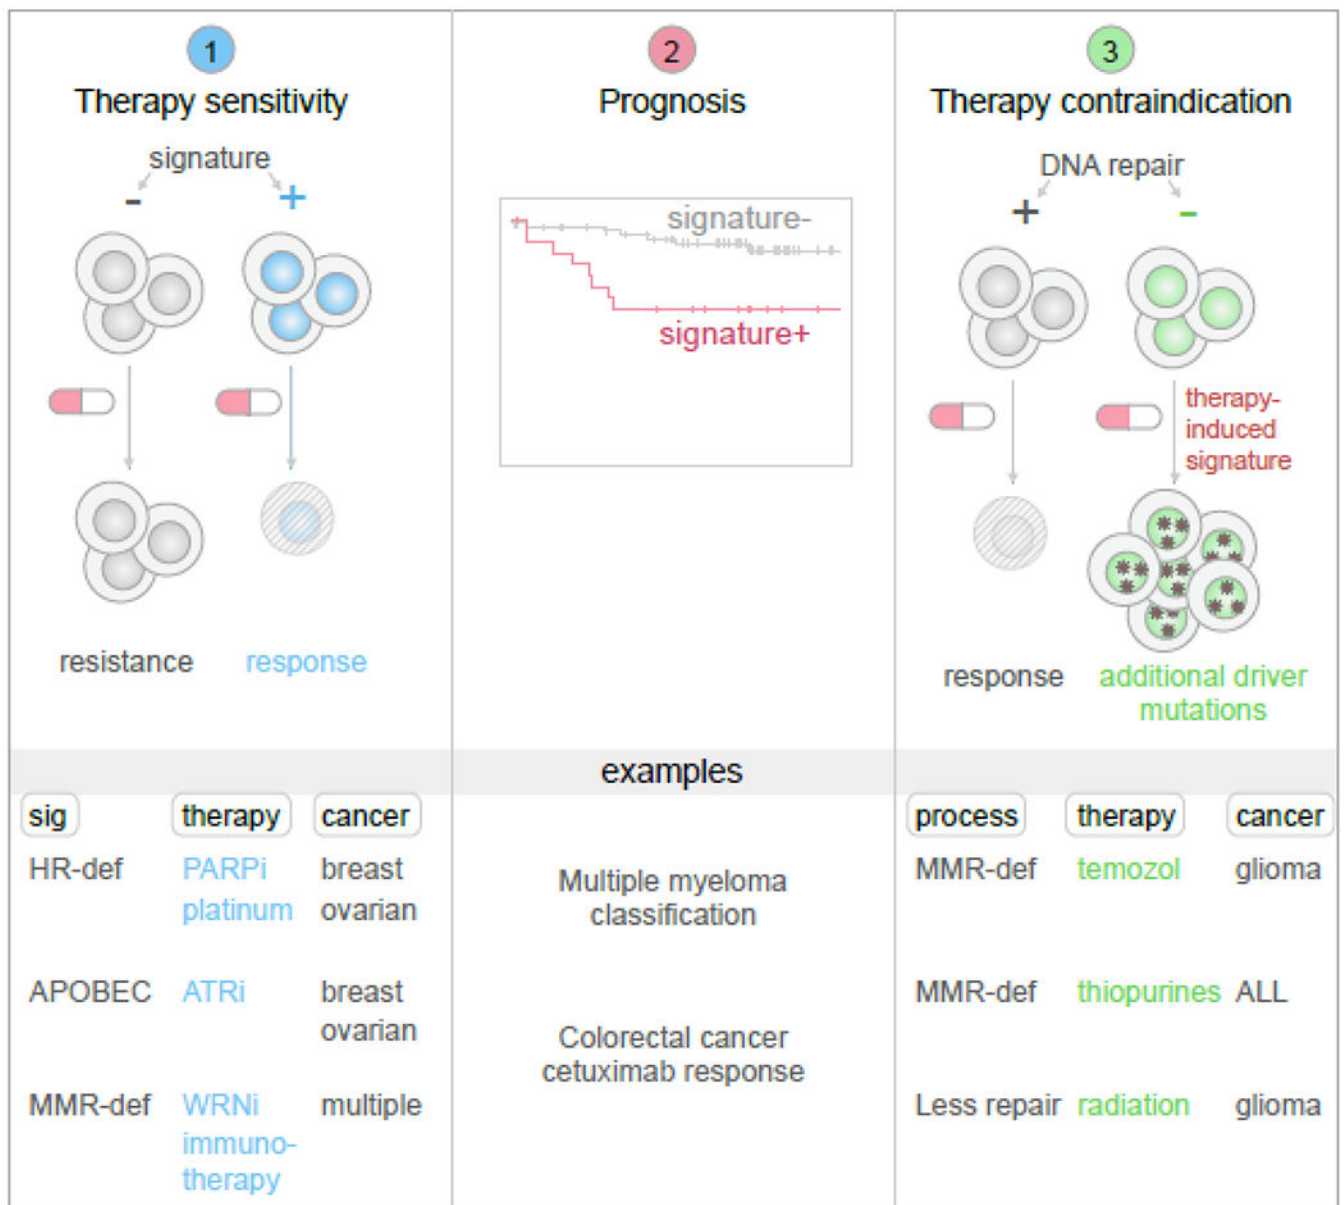 1
Therapy sensitivity
signature
- +
resistance response
2
Prognosis
signature-
signature+
3
Therapy contraindication
DNA repair
+ -
therapy-
induced
signature
response
additional driver
mutations
examples
sig therapy cancer
HR-def PARPi breast
platinum ovarian
APOBEC ATRi breast
ovarian
MMR-def WRNi multiple
immuno-
therapy
Multiple myeloma
classification
Colorectal cancer
cetuximab response
process therapy cancer
MMR-def temozol glioma
MMR-def thiopurines ALL
Less repair radiation glioma